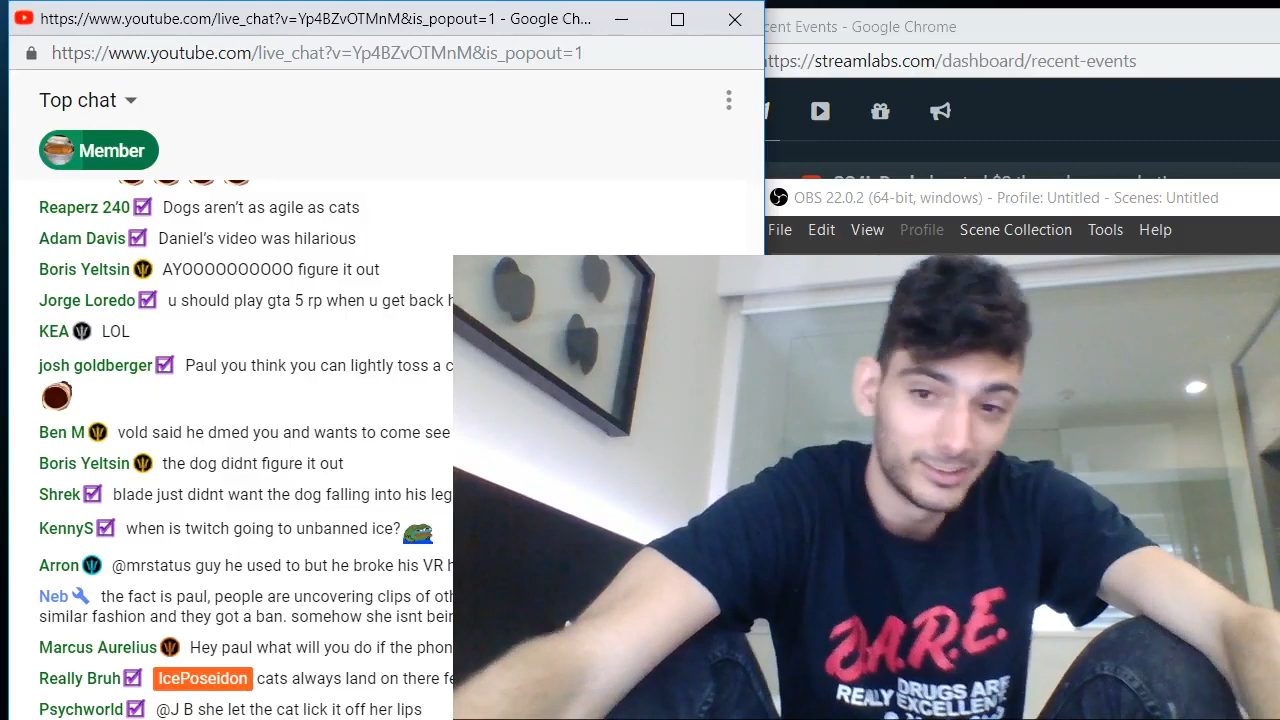 https://www.youtube.com/live_chat?v=Yp4BZvOTMnM&is_popout=1 - Google Ch...
https://www.youtube.com/live_chat?v=Yp4BZvOTMnM&is_popout=1
Top chat
Member
Reaperz 240 Dogs aren't as agile as cats
Adam Davis Daniel's video was hilarious
Boris Yeltsin AYOOOOOOOOOO figure it out
Jorge Loredo u should play gta 5 rp when u get back
KEA LOL
josh goldberger Paul you think you can lightly toss a
Ben M vold said he dmed you and wants to come see
Boris Yeltsin the dog didnt figure it out
Shrek blade just didnt want the dog falling into his
KennyS when is twitch going to unbanned ice?
Arron @mrstatus guy he used to but he broke his VR
Neb the fact is paul, people are uncovering clips of
similar fashion and they got a ban. somehow she isnt
Marcus Aurelius Hey paul what will you do if the
Really Bruh IcePoseidon cats always land on there
Psychworld @J B she let the cat lick it off her lips
Events - Google Chrome
https://streamlabs.com/dashboard/recent-events
OBS 22.0.2 (64-bit, windows) - Profile: Untitled - Scenes: Untitled
File Edit View Profile Scene Collection Tools Help
D.A.R.E.
DRUGS ARE
REALLY EXCELLENT